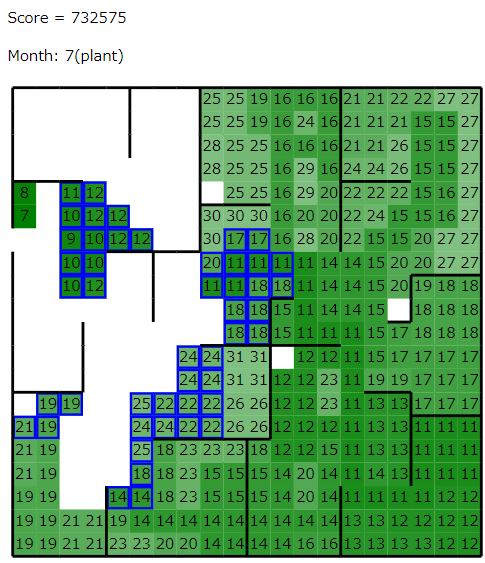 Score = 732575
Month: 7(plant)
25 25 19 16 16 16 21 21 22 22 27 27
25 25 19 16 24 16 21 21 21 15 15 27
28 25 25 16 16 16 21 21 26 15 15 27
28 25 25 16 29 16 24 24 26 15 16 27
8 11 12 25 25 16 29 20 22 22 22 15 16 27
7 10 12 12 30 30 30 16 20 20 22 24 15 15 16 27
9 10 12 12 30 17 17 16 28 20 22 15 15 20 27 27
10 10 20 11 11 11 11 14 14 15 20 20 27 27
10 12 11 11 18 18 11 14 14 15 20 19 18 18
18 18 15 11 14 14 15 17 18 18
18 18 15 11 11 11 15 17 18 18 18
24 24 31 31 12 12 11 15 17 17 17 17
24 24 31 31 12 12 23 11 19 19 17 17 17
19 19 25 22 22 22 26 26 12 12 23 11 13 13 17 17 17
21 19 24 24 22 22 26 26 12 12 12 11 13 13 11 11 11
21 19 25 18 23 23 23 18 12 12 15 11 13 13 11 11 11
21 19 18 18 23 15 15 15 14 20 14 11 14 13 11 11 11
19 19 14 14 18 23 15 15 15 14 20 14 11 11 11 11 12 12
19 19 21 21 19 14 14 14 14 14 14 14 14 14 13 13 13 12 12 12
19 19 21 21 23 23 20 20 14 14 14 14 16 16 13 13 13 12 12 12